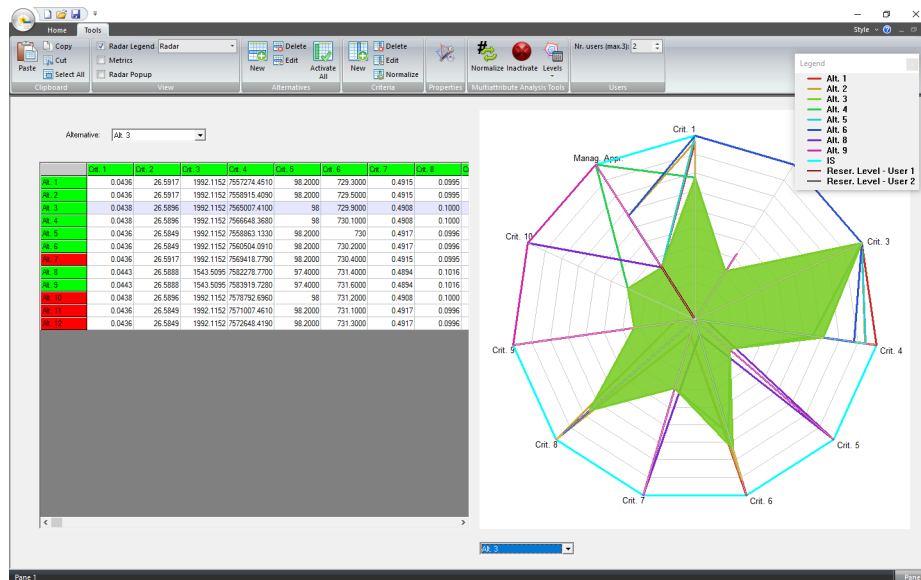 Home Tools Style
Paste Copy Cut Select All Clipboard
Radar Legend Radar
Metrics
Radar Popup
View
New Delete Edit Activate All Alternatives
New Delete Edit Normalize Criteria
Properties
Normalize Inactivate Levels Multiattribute Analysis Tools
Nr. users (max.3): 2 Users
Legend
Alt. 1
Alt. 2
Alt. 3
Alt. 4
Alt. 5
Alt. 6
Alt. 8
Alt. 9
IS
Reser. Level - User 1
Reser. Level - User 2
Alternative: Alt. 3
Crit. 1 Crit. 2 Crit. 3 Crit. 4 Crit. 5 Crit. 6 Crit. 7 Crit. 8
Alt. 1 0.0436 26.5917 1992.1152 7557274.4510 98.2000 729.3000 0.4915 0.0995
Alt. 2 0.0436 26.5917 1992.1152 7558915.4090 98.2000 729.5000 0.4915 0.0995
Alt. 3 0.0438 26.5896 1992.1152 7565007.4100 98 729.9000 0.4908 0.1000
Alt. 4 0.0438 26.5896 1992.1152 7566648.3680 98 730.1000 0.4908 0.1000
Alt. 5 0.0436 26.5849 1992.1152 7558863.1330 98.2000 730 0.4917 0.0996
Alt. 6 0.0436 26.5849 1992.1152 7560504.0910 98.2000 730.2000 0.4917 0.0996
Alt. 7 0.0436 26.5917 1992.1152 7569418.7790 98.2000 730.4000 0.4915 0.0995
Alt. 8 0.0443 26.5888 1543.5095 7582278.7700 97.4000 731.4000 0.4894 0.1016
Alt. 9 0.0443 26.5888 1543.5095 7583919.7280 97.4000 731.6000 0.4894 0.1016
Alt. 10 0.0438 26.5896 1992.1152 7578792.6960 98 731.2000 0.4908 0.1000
Alt. 11 0.0436 26.5849 1992.1152 7571007.4610 98.2000 731.1000 0.4917 0.0996
Alt. 12 0.0436 26.5849 1992.1152 7572648.4190 98.2000 731.3000 0.4917 0.0996
Crit. 1
Manag. Appr.
Crit. 10
Crit. 3
Crit. 9
Crit. 4
Crit. 8
Crit. 5
Crit. 7
Crit. 6
Alt. 3
Pane 1
Pane